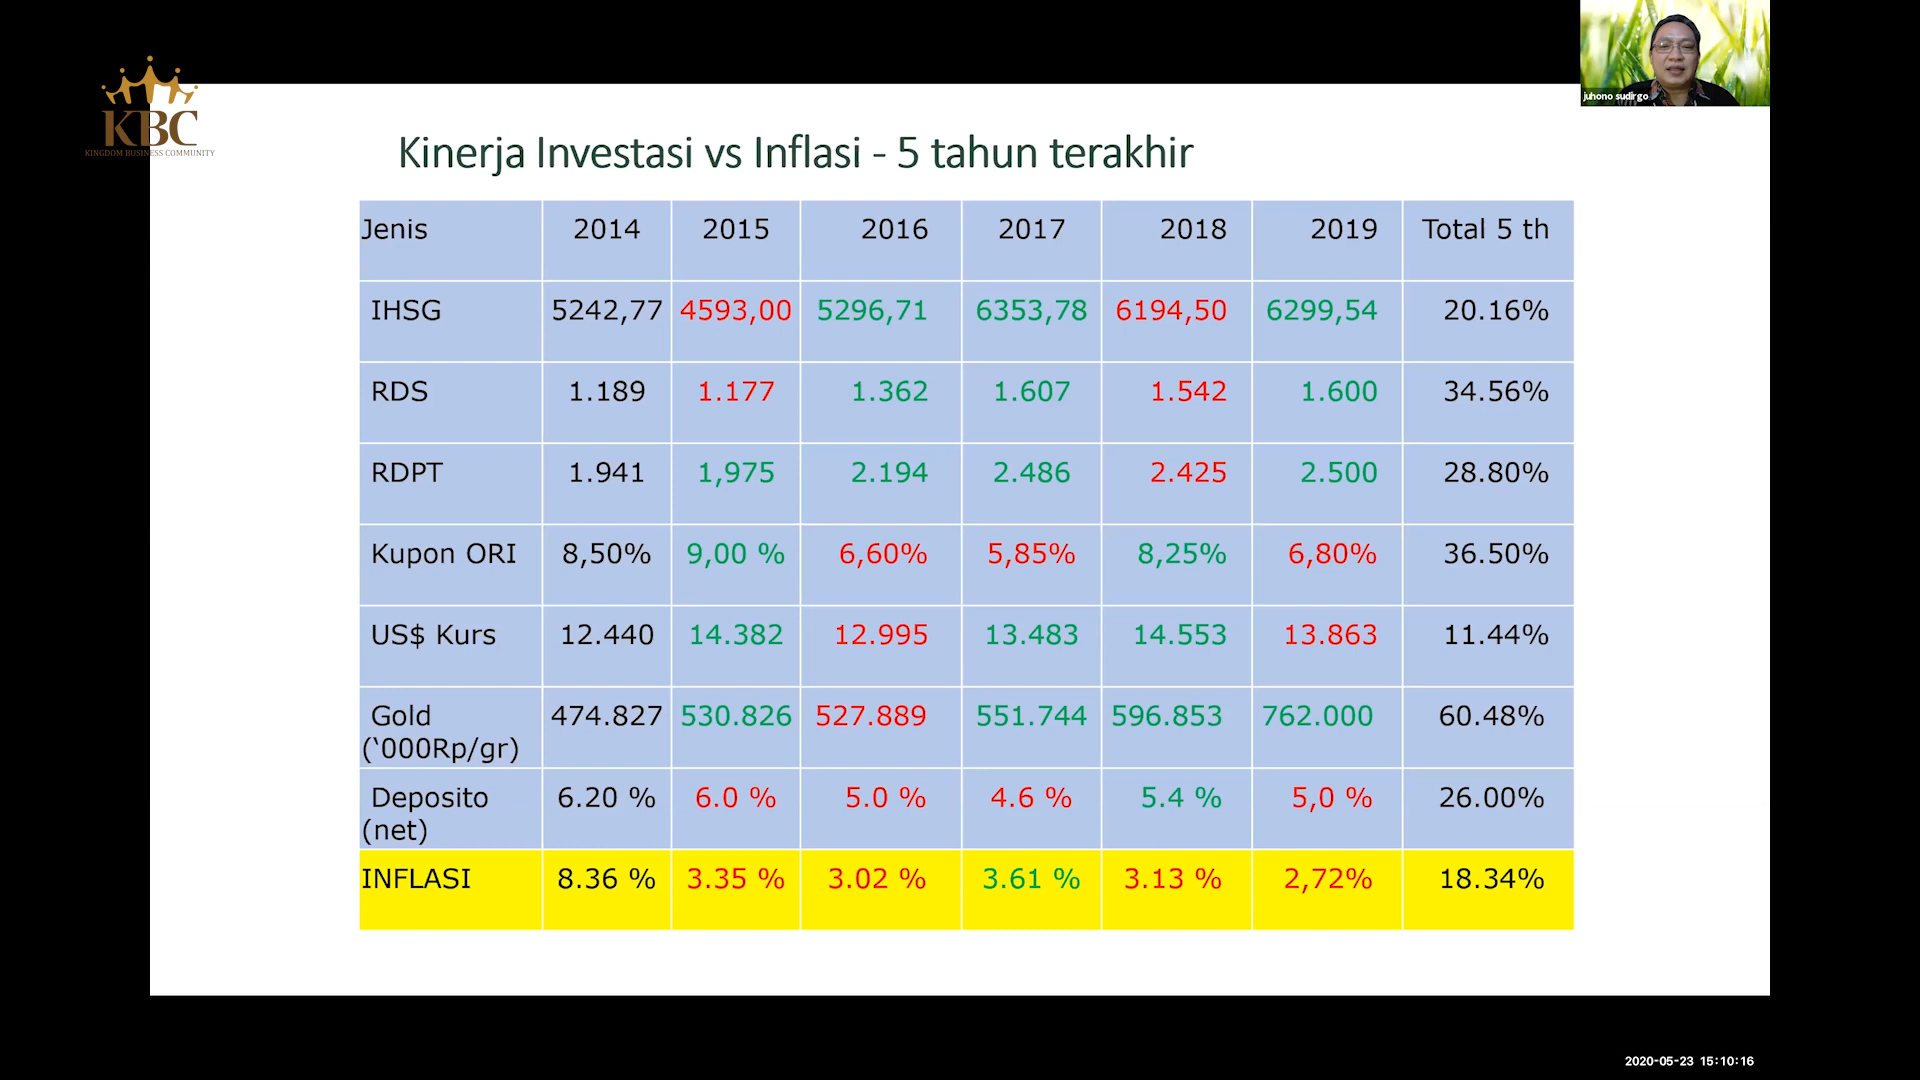 juhono sudirgo
KBC
KINGDOM BUSINESS COMMUNITY
Kinerja Investasi vs Inflasi - 5 tahun terakhir
Jenis 2014 2015 2016 2017 2018 2019 Total 5 th
IHSG 5242,77 4593,00 5296,71 6353,78 6194,50 6299,54 20.16%
RDS 1.189 1.177 1.362 1.607 1.542 1.600 34.56%
RDPT 1.941 1,975 2.194 2.486 2.425 2.500 28.80%
Kupon ORI 8,50% 9,00 % 6,60% 5,85% 8,25% 6,80% 36.50%
US$ Kurs 12.440 14.382 12.995 13.483 14.553 13.863 11.44%
Gold 474.827 530.826 527.889 551.744 596.853 762.000 60.48%
(‘000Rp/gr)
Deposito 6.20 % 6.0 % 5.0 % 4.6 % 5.4 % 5,0 % 26.00%
(net)
INFLASI 8.36 % 3.35 % 3.02 % 3.61 % 3.13 % 2,72% 18.34%
2020-05-23 15:10:16